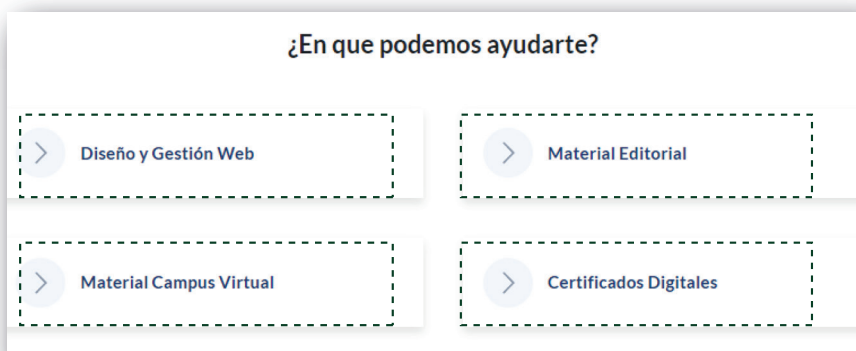 ¿En que podemos ayudarte?
Diseño y Gestión Web
Material Editorial
Material Campus Virtual
Certificados Digitales